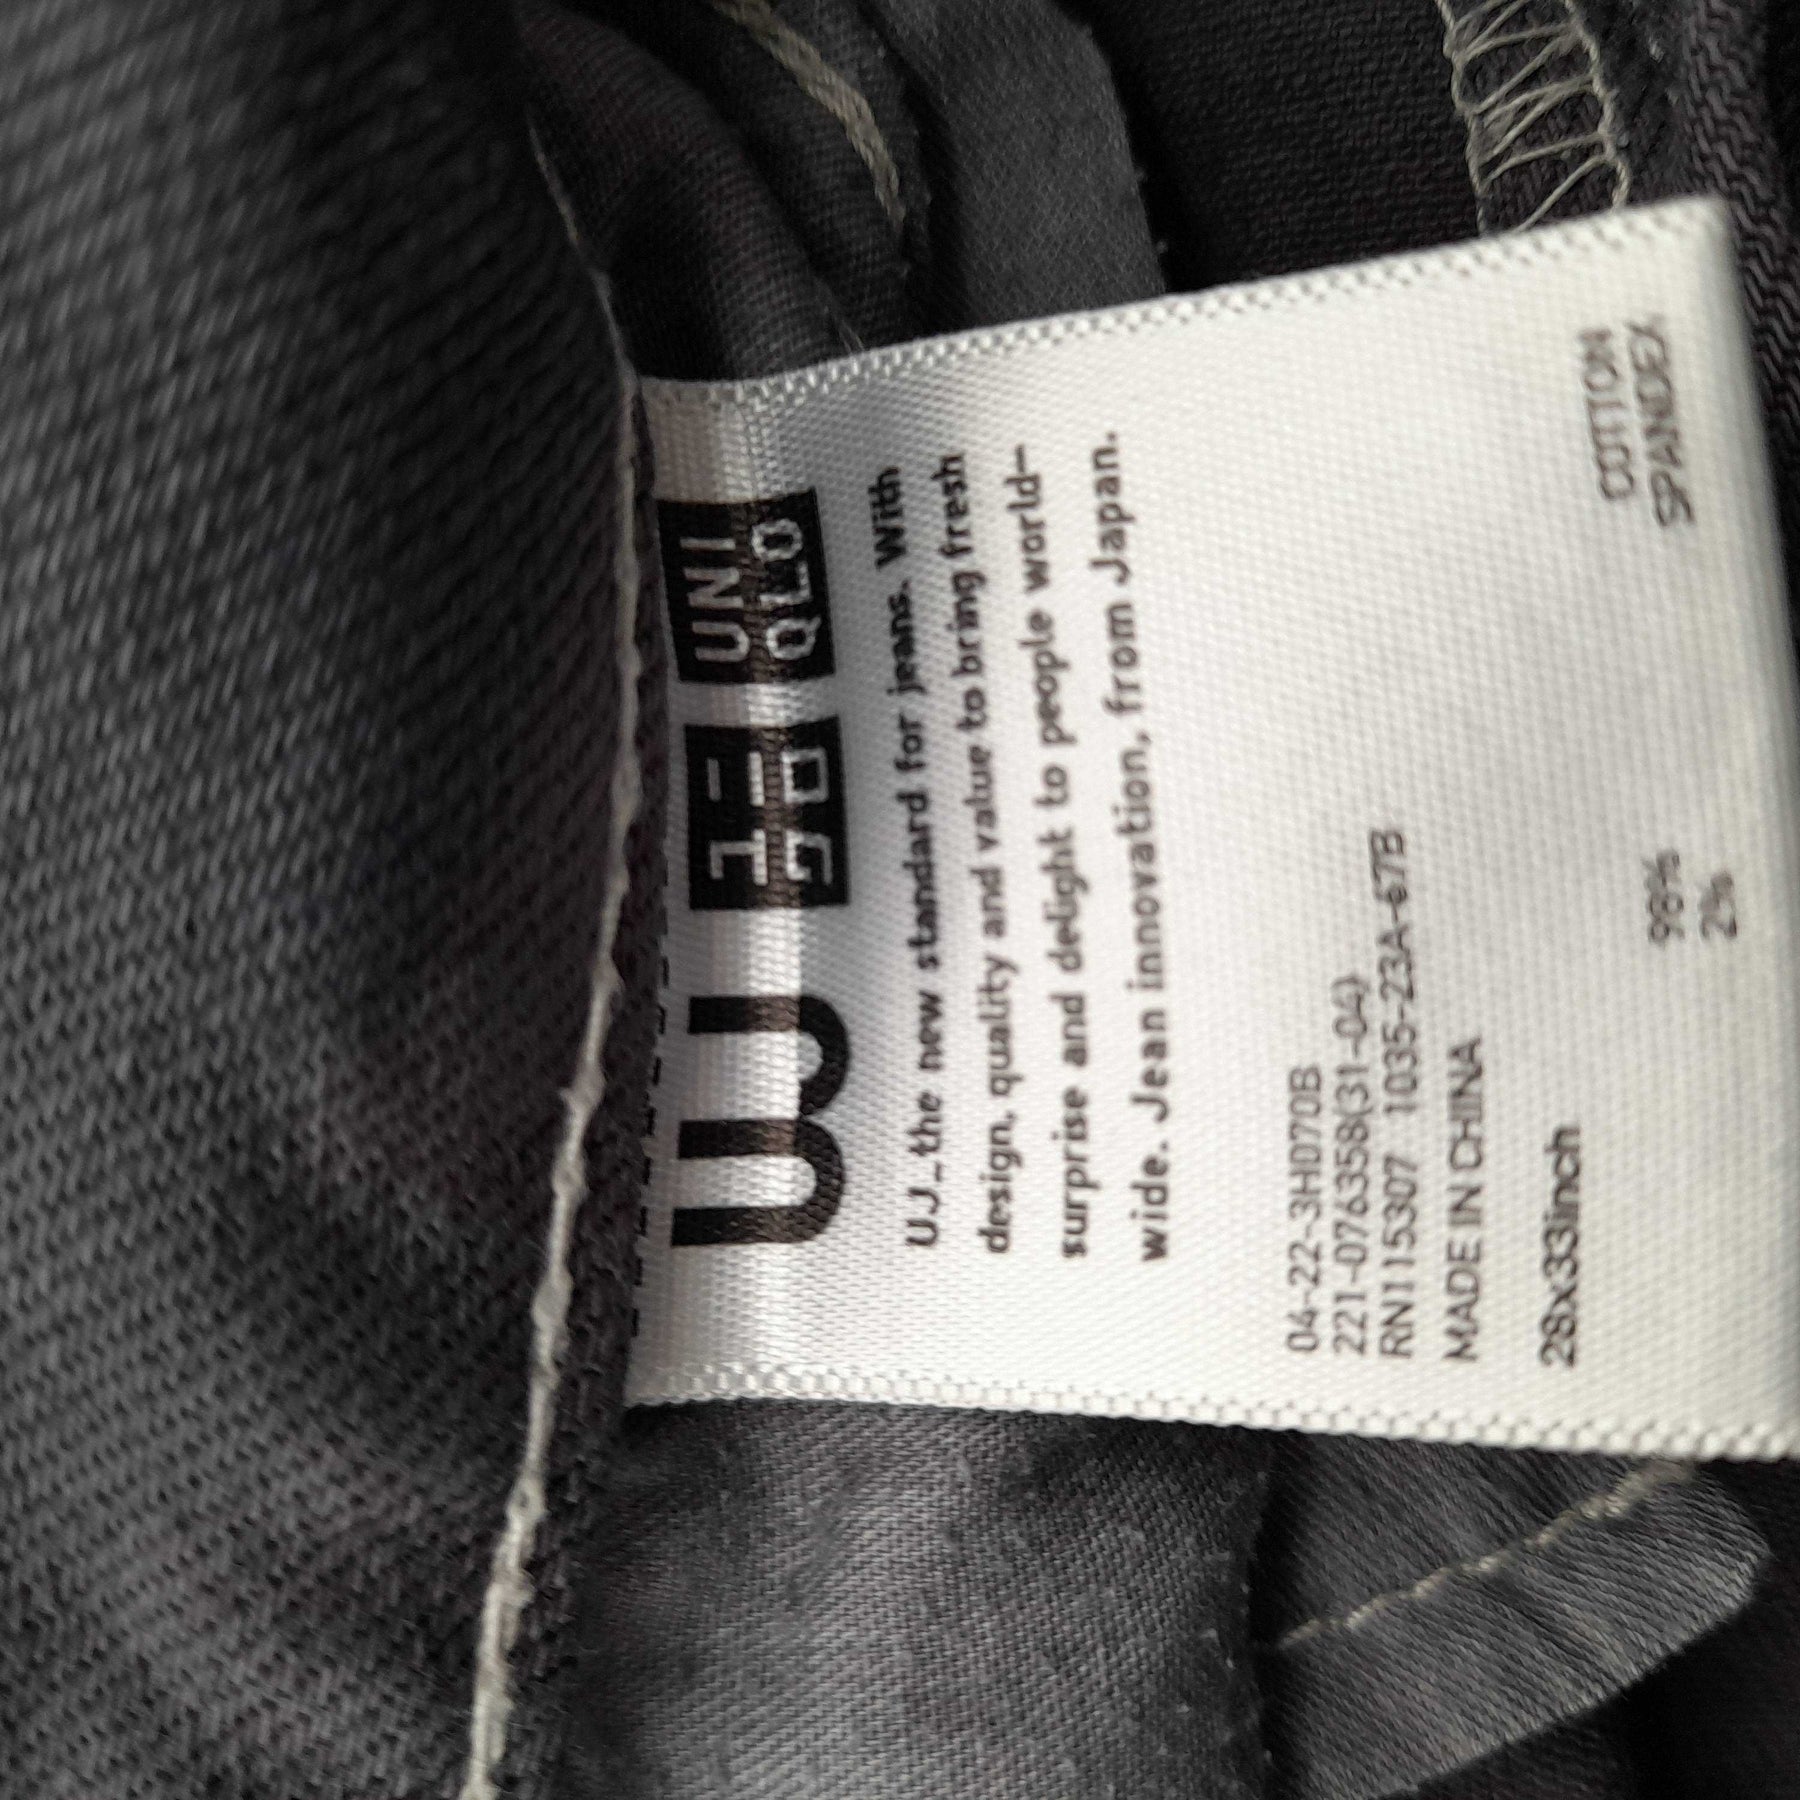 UJ ユニクロ UNIQLO
UJ_the new standard for jeans. With
design, quality and value to bring fresh
surprise and delight to people world-
wide. Jean innovation, from Japan.
04-22-3H070B
221-076358(31-04)
RN115307 1035-23A-67B
MADE IN CHINA
28x33inch
98% COTTON
2% SPANDEX